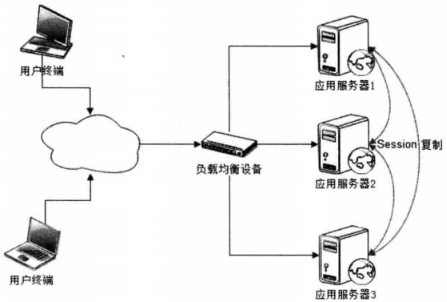 用户终端
应用服务器1
Session 复制
负载均衡设备
应用服务器2
用户终端
应用服务器3